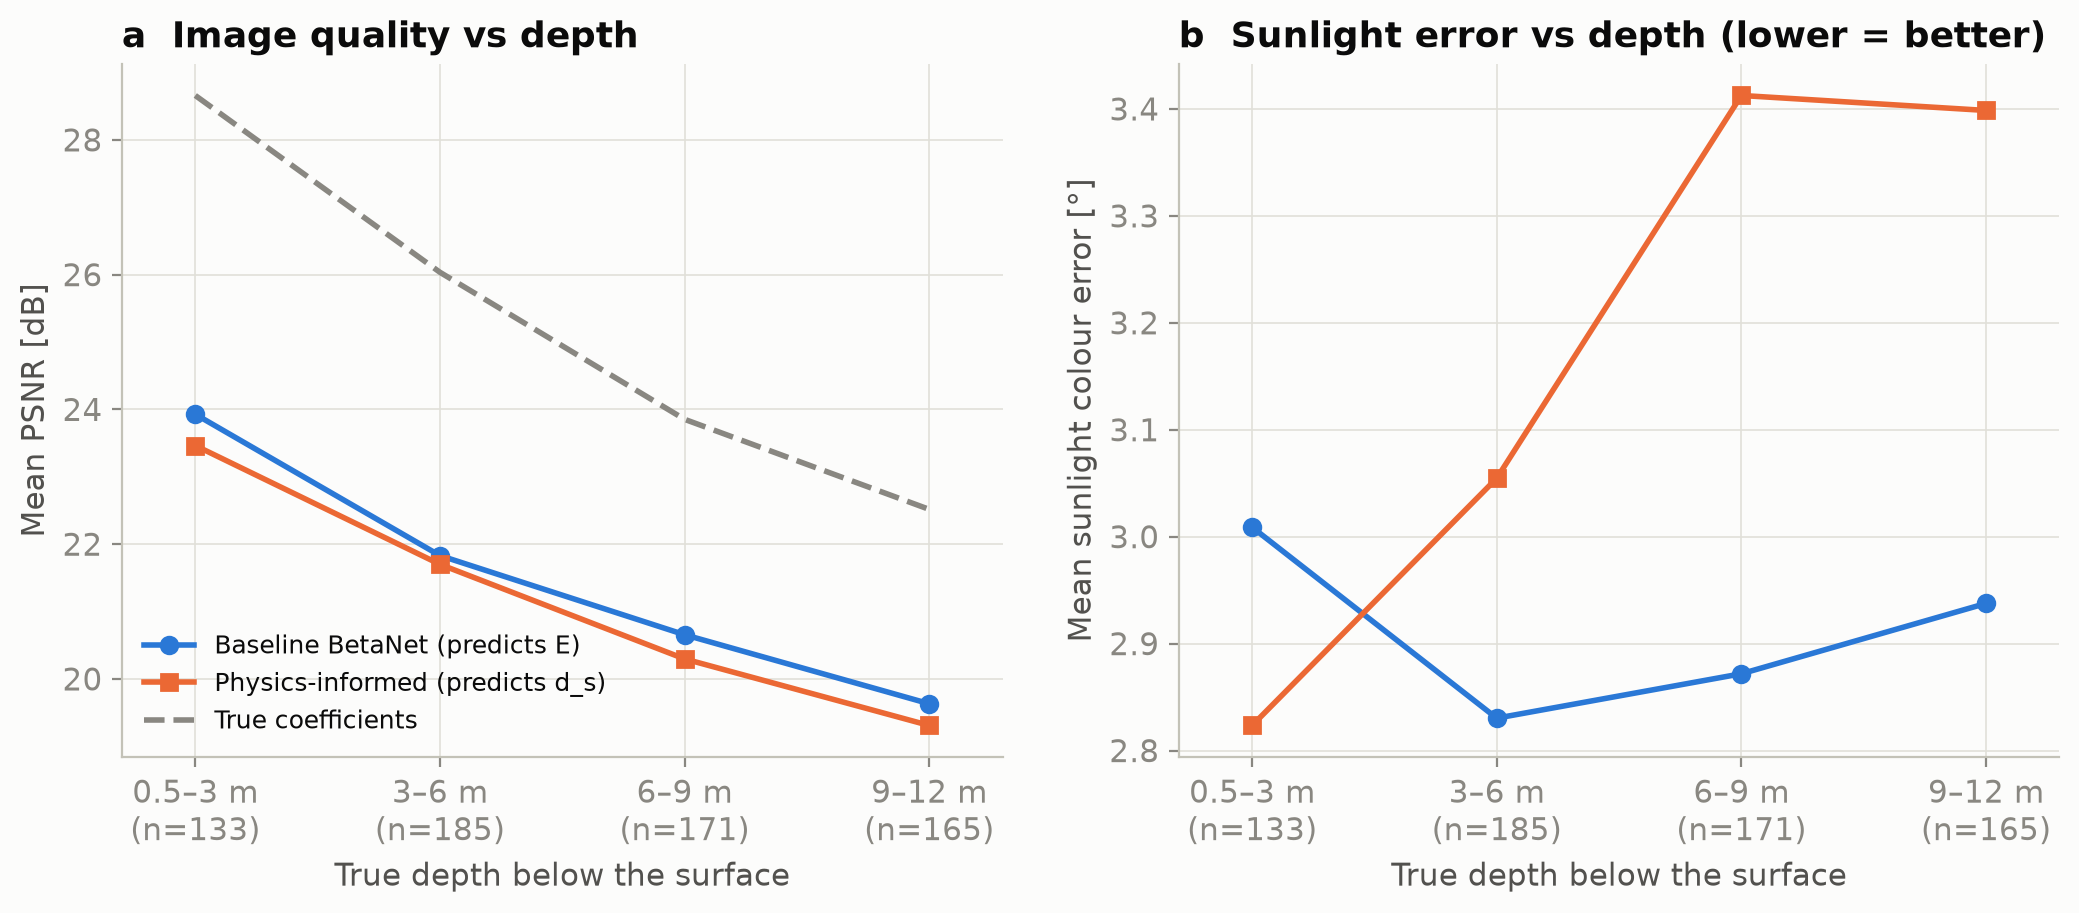 a  Image quality vs depth
Mean PSNR [dB]
28
26
24
22
20
Baseline BetaNet (predicts E)
Physics-informed (predicts d_s)
True coefficients
0.5–3 m
(n=133)
3–6 m
(n=185)
6–9 m
(n=171)
9–12 m
(n=165)
True depth below the surface
b  Sunlight error vs depth (lower = better)
Mean sunlight colour error [°]
3.4
3.3
3.2
3.1
3.0
2.9
2.8
0.5–3 m
(n=133)
3–6 m
(n=185)
6–9 m
(n=171)
9–12 m
(n=165)
True depth below the surface